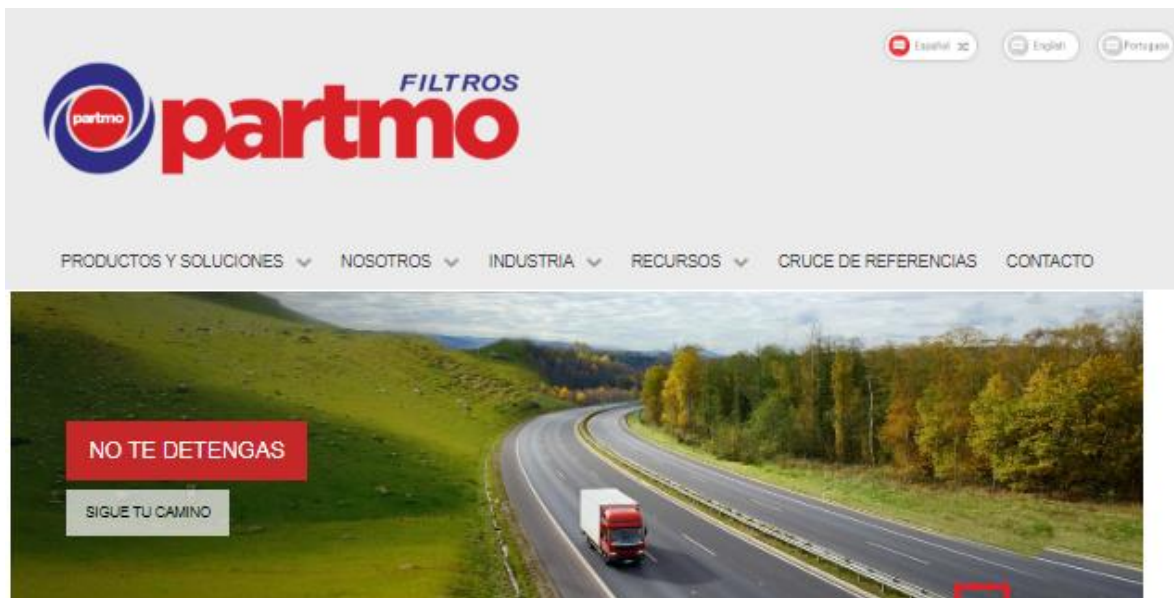 Español
English
Portugues
FILTROS
partmo
partmo
PRODUCTOS Y SOLUCIONES
NOSOTROS
INDUSTRIA
RECURSOS
CRUCE DE REFERENCIAS
CONTACTO
NO TE DETENGAS
SIGUE TU CAMINO